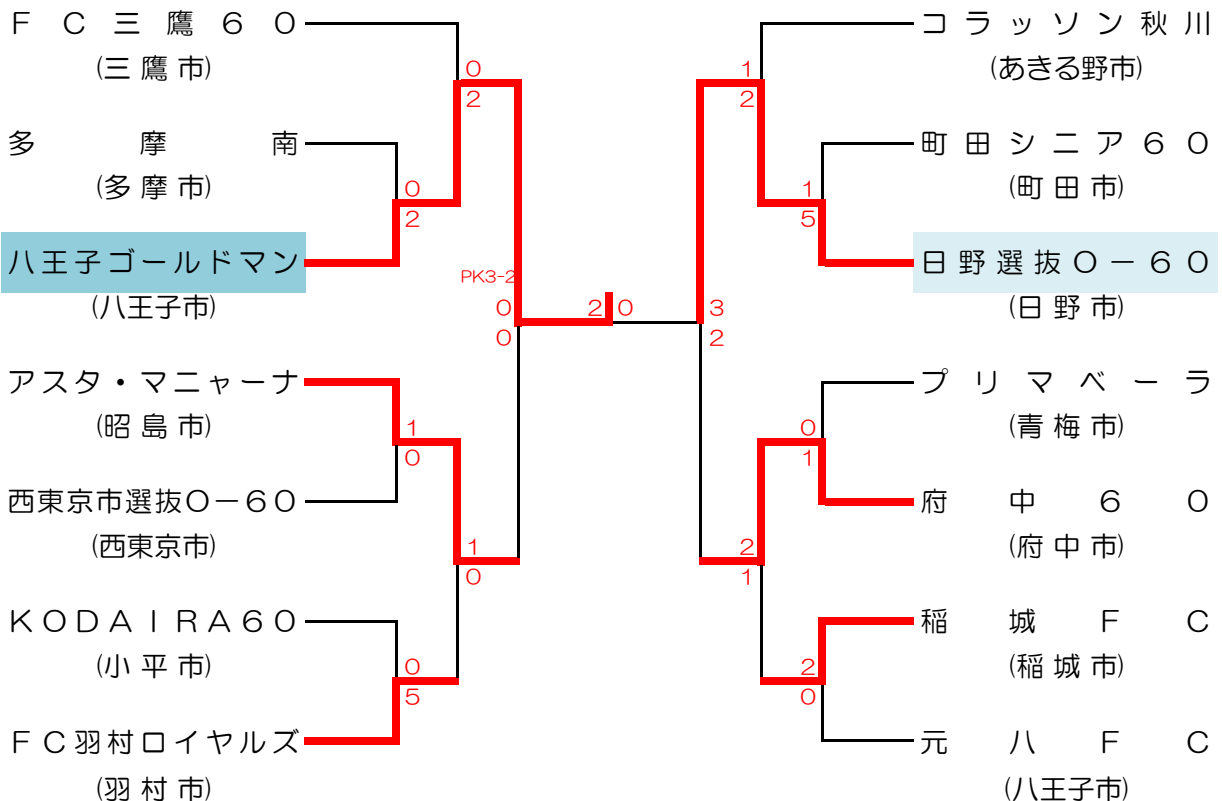 FC三鷹60
(三鷹市)
0
2
多摩南
(多摩市)
0
2
八王子ゴールドマン
(八王子市)
PK3-2
0
0
アスタ・マニャーナ
(昭島市)
1
0
西東京市選抜O-60
(西東京市)
1
0
KODAIRA60
(小平市)
0
5
FC羽村ロイヤルズ
(羽村市)
2 0
コラッソン秋川
(あきる野市)
1
2
町田シニア60
(町田市)
1
5
日野選抜O-60
(日野市)
3
2
プリマベーラ
(青梅市)
0
1
府中60
(府中市)
2
1
稲城FC
(稲城市)
2
0
元八FC
(八王子市)